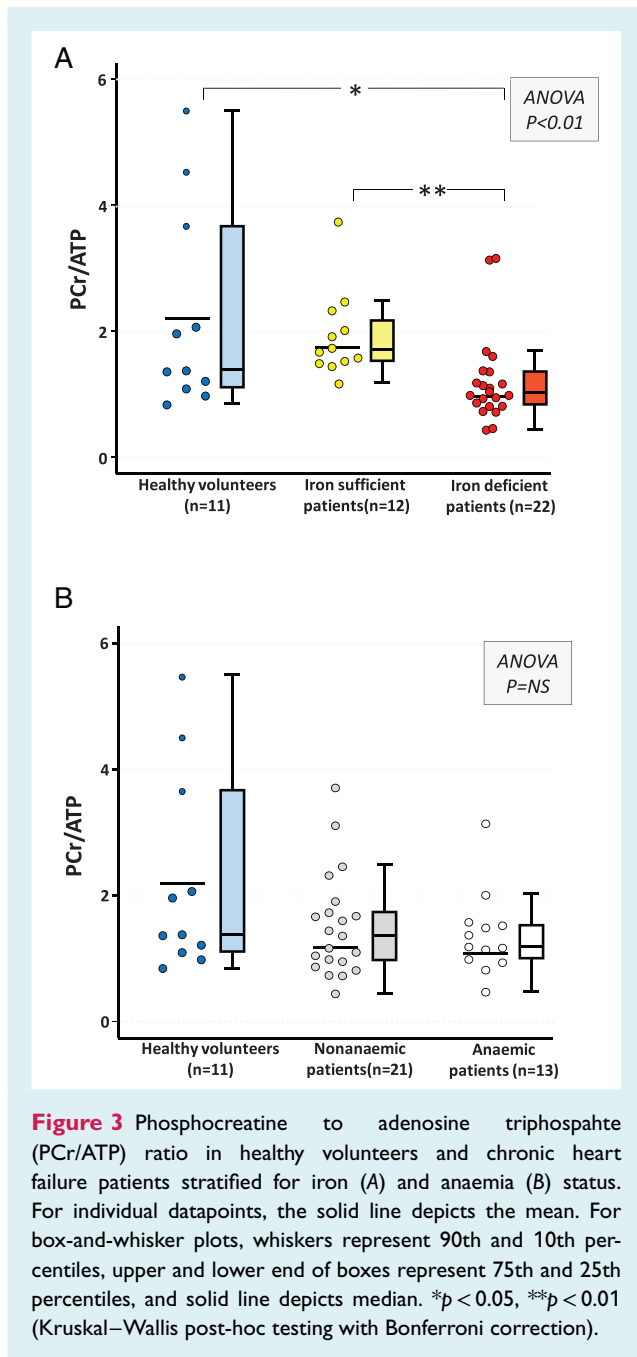 A
6
4
2
0
PCr/ATP
*
**
ANOVA
P<0.01
Healthy volunteers
(n=11)
Iron sufficient
patients(n=12)
Iron deficient
patients (n=22)
B
6
4
2
0
PCr/ATP
ANOVA
P=NS
Healthy volunteers
(n=11)
Nonanaemic
patients(n=21)
Anaemic
patients (n=13)
Figure 3 Phosphocreatine to adenosine triphospahte
(PCr/ATP) ratio in healthy volunteers and chronic heart
failure patients stratified for iron (A) and anaemia (B) status.
For individual datapoints, the solid line depicts the mean. For
box-and-whisker plots, whiskers represent 90th and 10th per-
centiles, upper and lower end of boxes represent 75th and 25th
percentiles, and solid line depicts median. *p < 0.05, **p < 0.01
(Kruskal–Wallis post-hoc testing with Bonferroni correction).